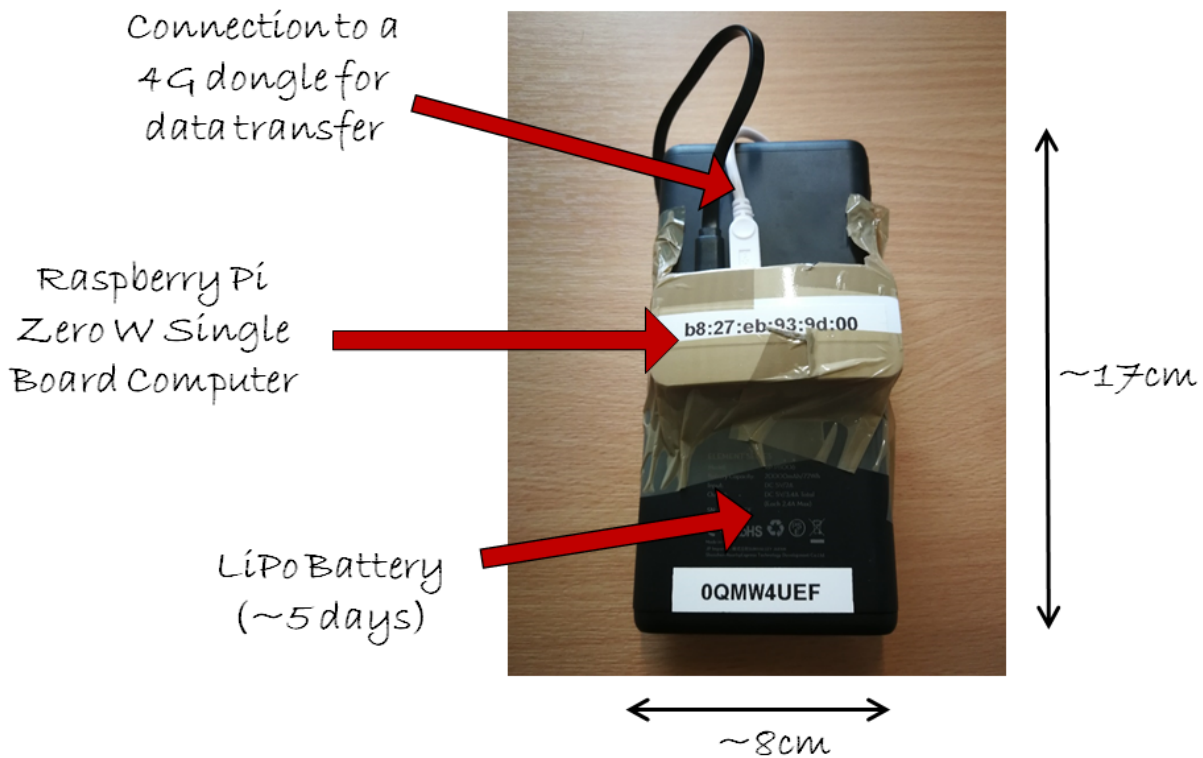 Connection to a
4G dongle for
data transfer
Raspberry Pi
Zero W Single
Board Computer
b8:27:eb:93:9d:00
~17cm
LiPo Battery
(~5 days)
0QMW4UEF
~8cm